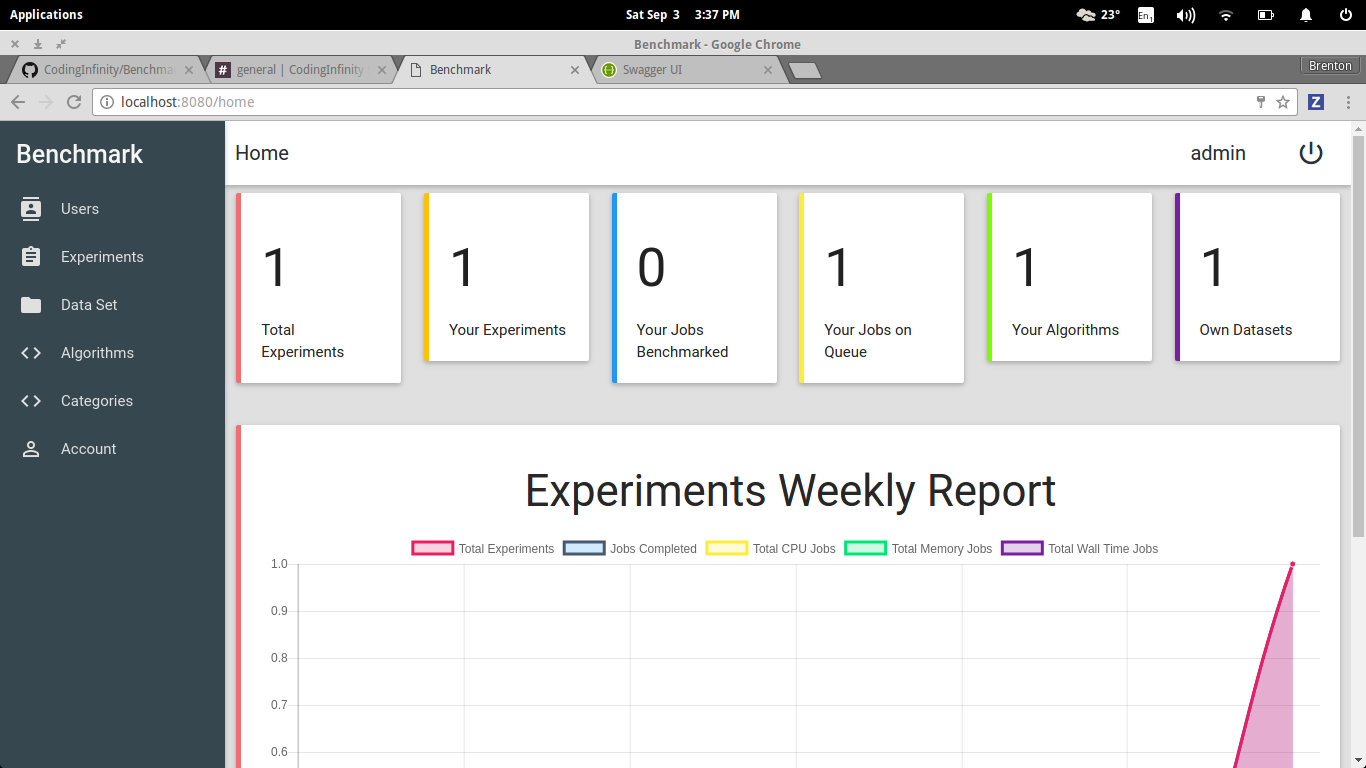 Applications
Sat Sep 3 3:37 PM
23°
En1
Benchmark - Google Chrome
CodingInfinity/Benchma
# general | CodingInfinity
Benchmark
Swagger UI
Brenton
localhost:8080/home
Z
Benchmark
Home
admin
Users
Experiments
Data Set
Algorithms
Categories
Account
1
Total
Experiments
1
Your Experiments
0
Your Jobs
Benchmarked
1
Your Jobs on
Queue
1
Your Algorithms
1
Own Datasets
Experiments Weekly Report
Total Experiments Jobs Completed Total CPU Jobs Total Memory Jobs Total Wall Time Jobs
1.0
0.9
0.8
0.7
0.6